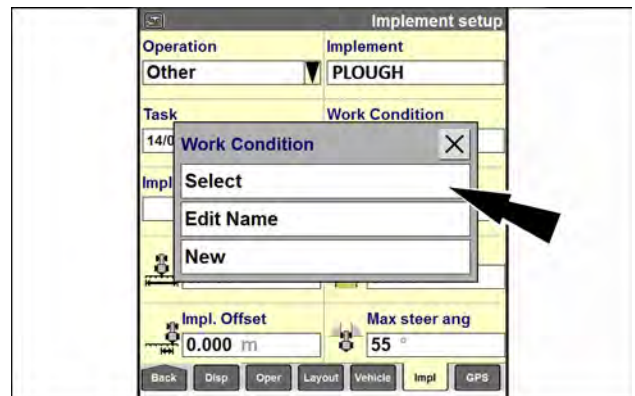 Implement setup
Operation
Implement
Other
PLOUGH
Task
Work Condition
14/0
Work Condition
Impl
Select
Edit Name
New
Impl. Offset
Max steer ang
0.000 m
55 °
Back
Disp
Oper
Layout
Vehicle
Impl
GPS